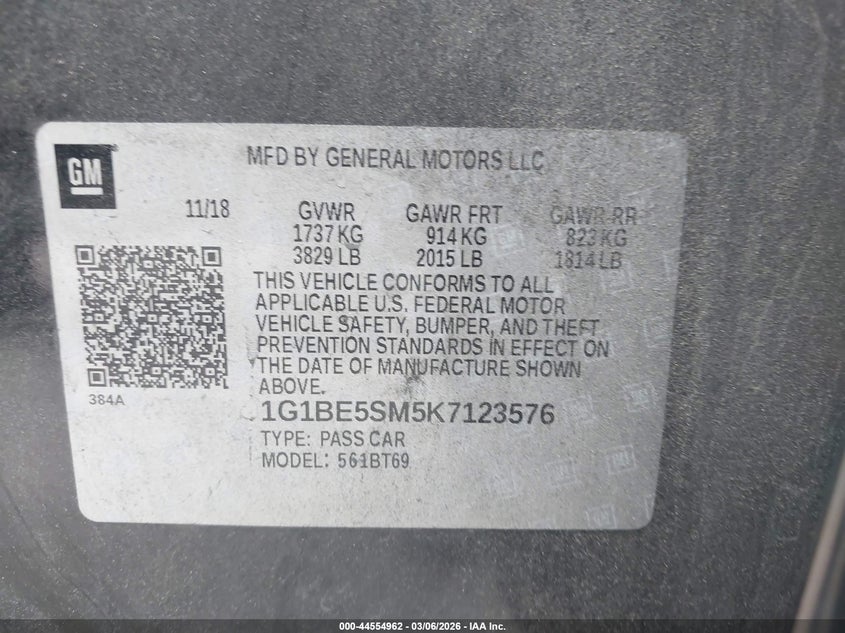 GM
MFD BY GENERAL MOTORS LLC
11/18 GVWR GAWR FRT GAWR RR
1737 KG 914 KG 823 KG
3829 LB 2015 LB 1814 LB
THIS VEHICLE CONFORMS TO ALL
APPLICABLE U.S. FEDERAL MOTOR
VEHICLE SAFETY, BUMPER, AND THEFT
PREVENTION STANDARDS IN EFFECT ON
THE DATE OF MANUFACTURE SHOWN
ABOVE.
384A
1G1BE5SM5K7123576
TYPE: PASS CAR
MODEL: 561BT69
000-44554962 - 03/06/2026 - IAA Inc.